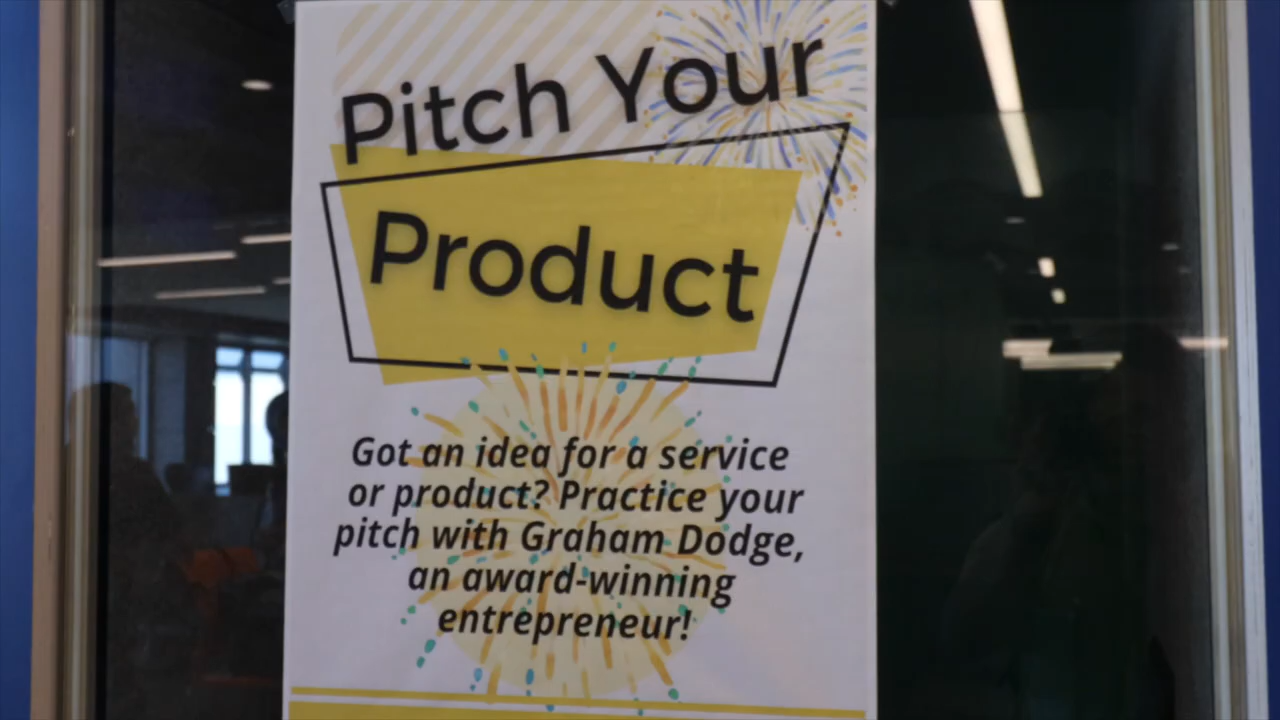 Pitch Your
Product
Got an idea for a service
or product? Practice your
pitch with Graham Dodge,
an award-winning
entrepreneur!